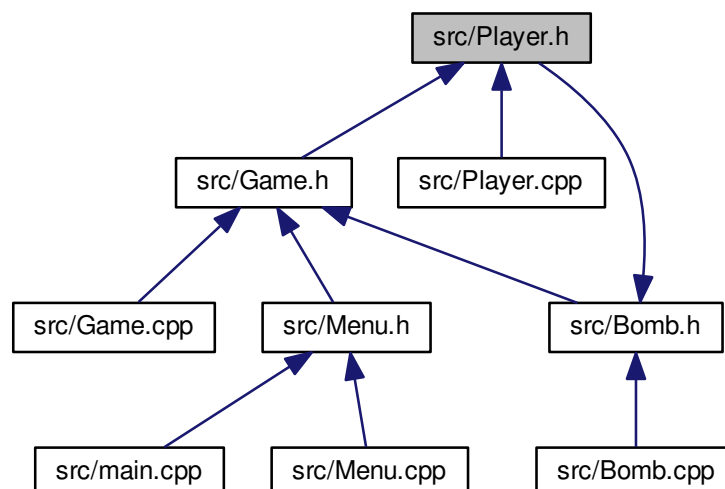 src/Player.h
src/Game.h
src/Player.cpp
src/Game.cpp
src/Menu.h
src/Bomb.h
src/main.cpp
src/Menu.cpp
src/Bomb.cpp